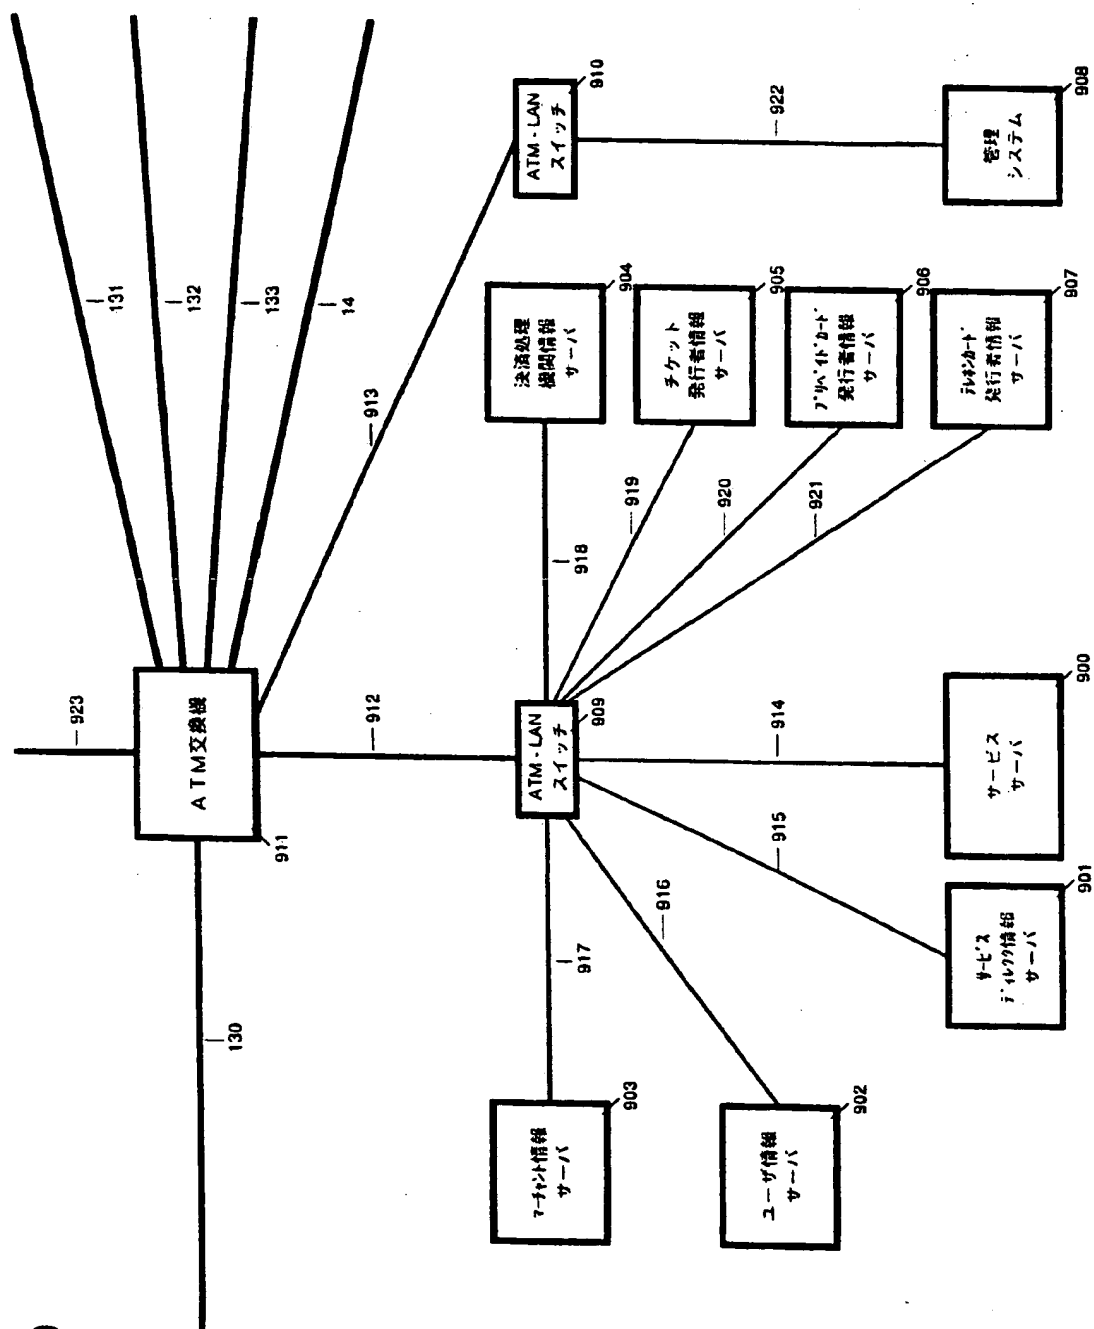 923
131
132
133
14
130
ATM交換機
911
912
913
ATM-LAN
スイッチ
910
922
管理
システム
908
ATM-LAN
スイッチ
909
918
919
920
921
決済処理
機関情報
サーバ
904
チケット
発行者情報
サーバ
905
プリペイドカード
発行者情報
サーバ
906
テレホンカード
発行者情報
サーバ
907
917
916
915
914
マーチャント情報
サーバ
903
ユーザ情報
サーバ
902
サービス
ディレクタ情報
サーバ
901
サービス
サーバ
900